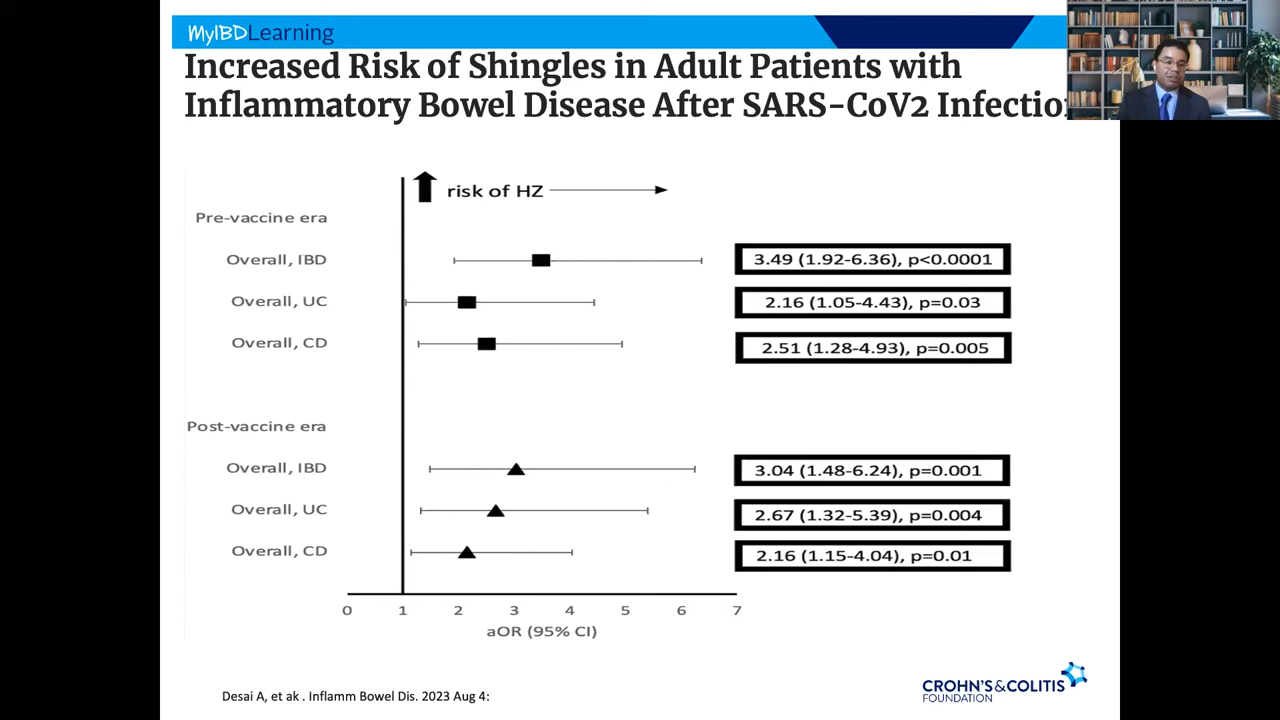 MyIBDLearning
Increased Risk of Shingles in Adult Patients with
Inflammatory Bowel Disease After SARS-CoV2 Infectio
risk of HZ
Pre-vaccine era
Overall, IBD
3.49 (1.92-6.36), p<0.0001
Overall, UC
2.16 (1.05-4.43), p=0.03
Overall, CD
2.51 (1.28-4.93), p=0.005
Post-vaccine era
Overall, IBD
3.04 (1.48-6.24), p=0.001
Overall, UC
2.67 (1.32-5.39), p=0.004
Overall, CD
2.16 (1.15-4.04), p=0.01
0 1 2 3 4 5 6 7
aOR (95% CI)
Desai A, et ak . Inflamm Bowel Dis. 2023 Aug 4:
CROHN'S&COLITIS
FOUNDATION